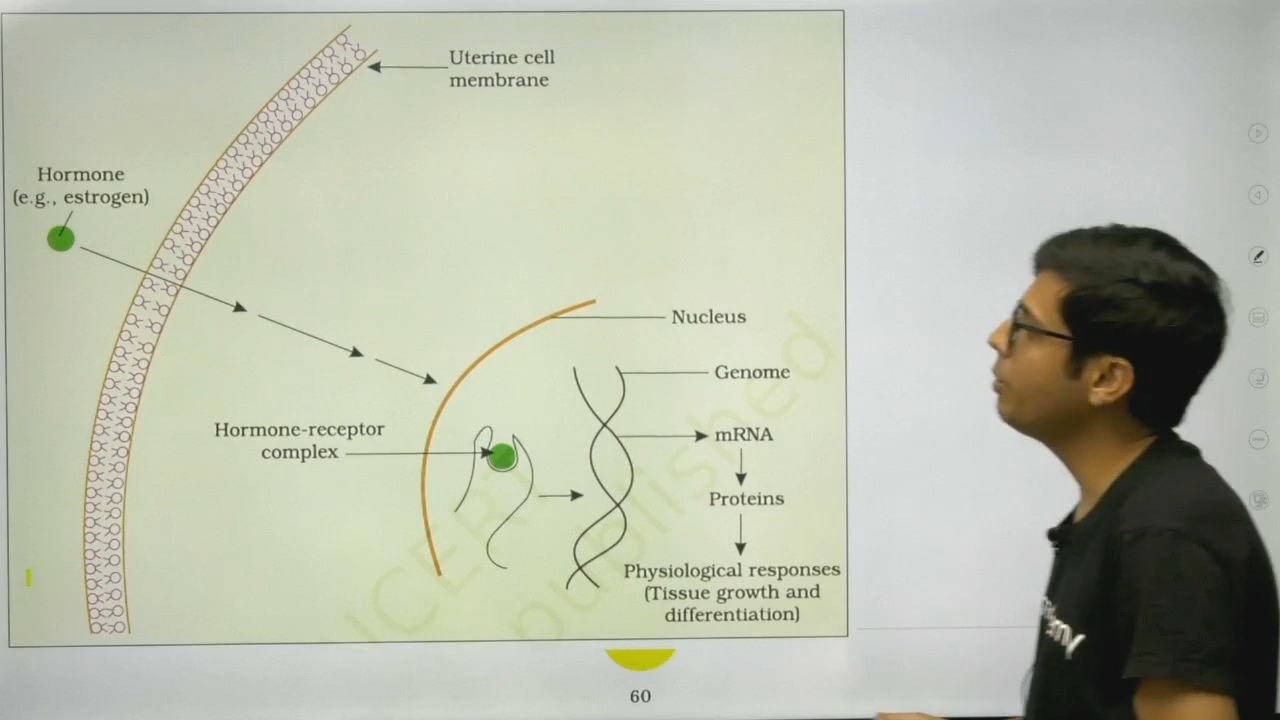 Uterine cell
membrane
Hormone
(e.g., estrogen)
Nucleus
Genome
Hormone-receptor
complex
mRNA
Proteins
Physiological responses
(Tissue growth and
differentiation)
published
60